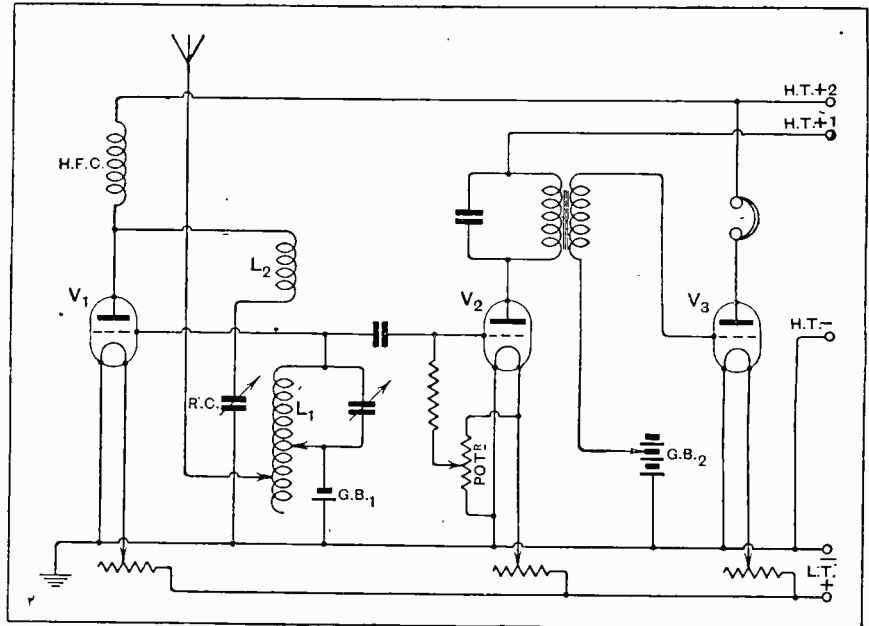 H.T.+2
H.T.+1
H.F.C.
L2
V1
V2
V3
H.T.-
R.C.
L1
POTR
G.B.1
G.B.2
-
L.T.
+